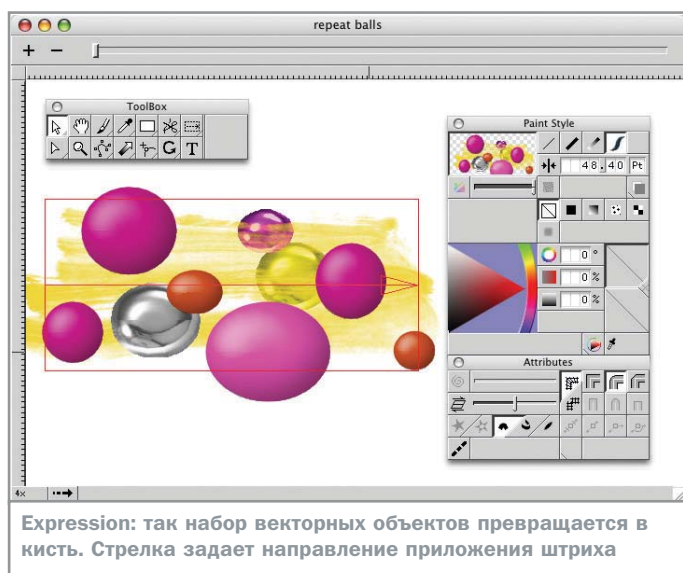 repeat balls
+ −
ToolBox
G T
Paint Style
48.40 Pt
0 °
0 %
0 %
Attributes
4x
Expression: так набор векторных объектов превращается в
кисть. Стрелка задает направление приложения штриха